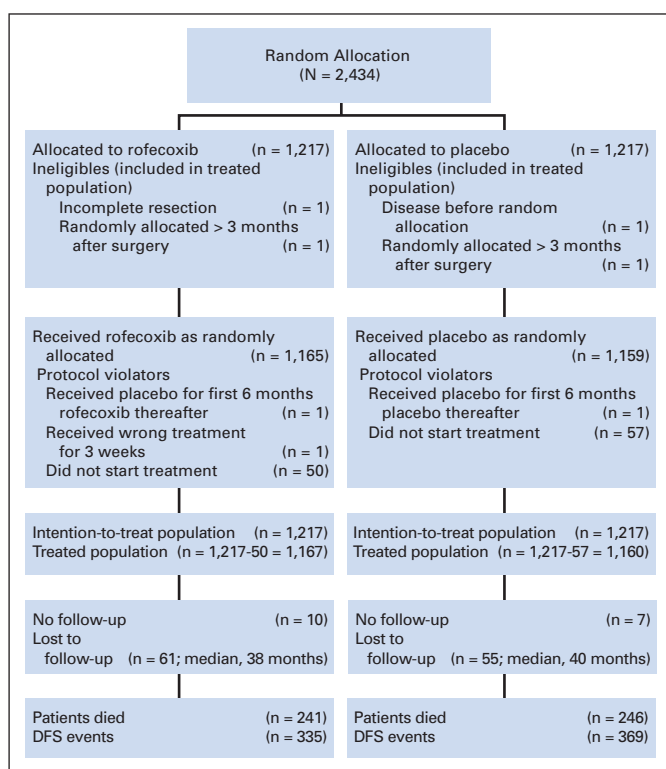 Random Allocation
(N = 2,434)
Allocated to rofecoxib (n = 1,217)
Ineligibles (included in treated
population)
Incomplete resection (n = 1)
Randomly allocated > 3 months
after surgery (n = 1)
Allocated to placebo (n = 1,217)
Ineligibles (included in treated
population)
Disease before random
allocation (n = 1)
Randomly allocated > 3 months
after surgery (n = 1)
Received rofecoxib as randomly
allocated (n = 1,165)
Protocol violators
Received placebo for first 6 months
rofecoxib thereafter (n = 1)
Received wrong treatment
for 3 weeks (n = 1)
Did not start treatment (n = 50)
Received placebo as randomly
allocated (n = 1,159)
Protocol violators
Received placebo for first 6 months
placebo thereafter (n = 1)
Did not start treatment (n = 57)
Intention-to-treat population (n = 1,217)
Treated population (n = 1,217-50 = 1,167)
Intention-to-treat population (n = 1,217)
Treated population (n = 1,217-57 = 1,160)
No follow-up (n = 10)
Lost to
follow-up (n = 61; median, 38 months)
No follow-up (n = 7)
Lost to
follow-up (n = 55; median, 40 months)
Patients died (n = 241)
DFS events (n = 335)
Patients died (n = 246)
DFS events (n = 369)